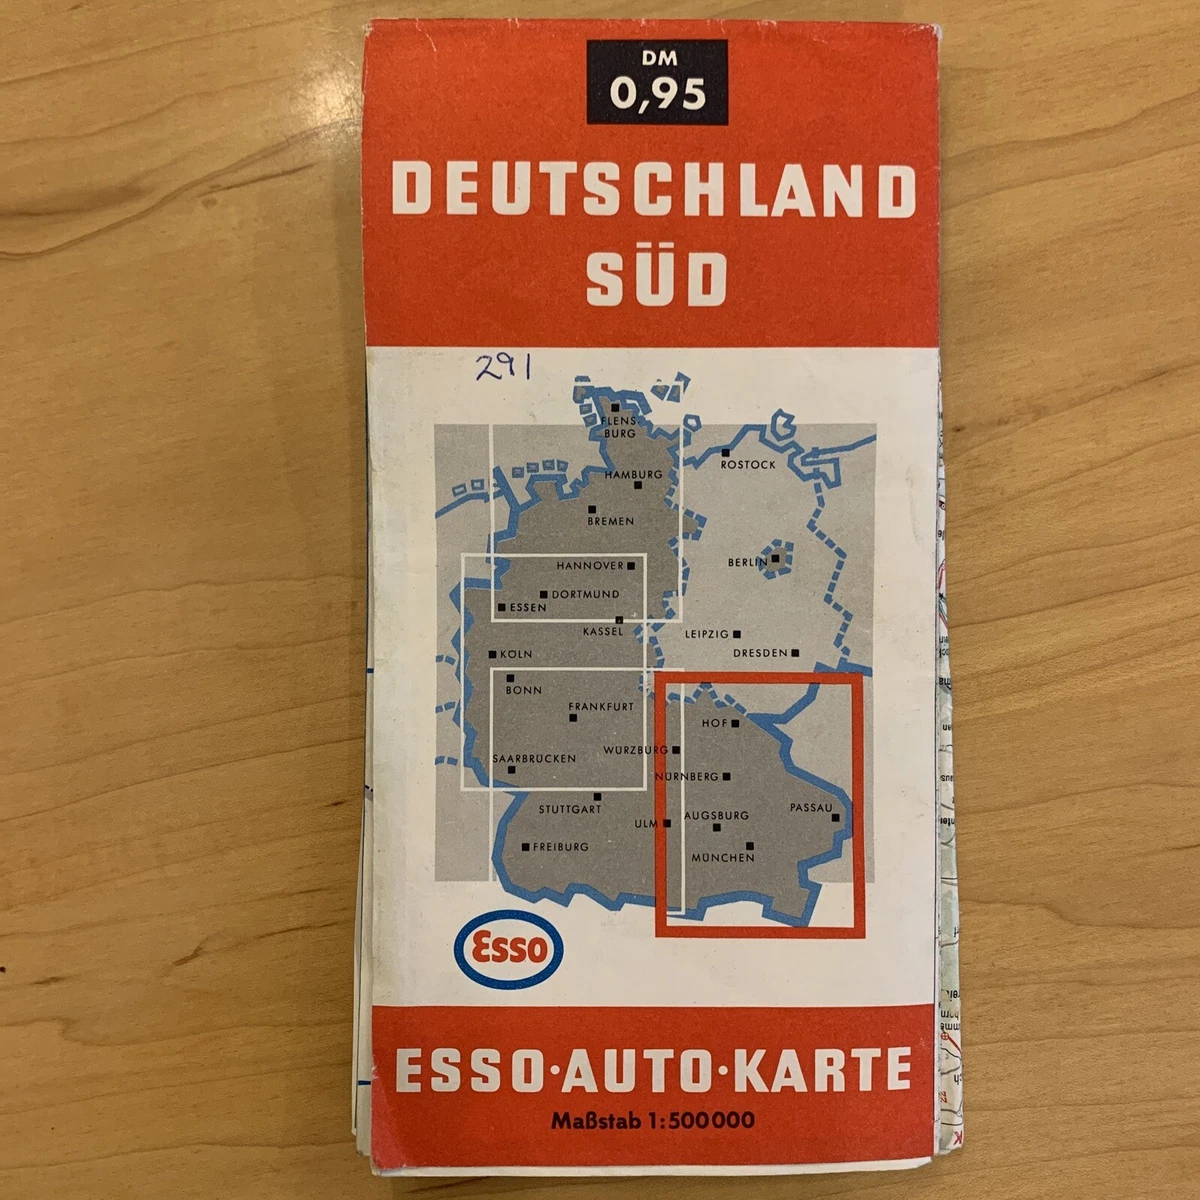 DM
0,95
DEUTSCHLAND
SÜD
291
FLENS-
BURG
ROSTOCK
HAMBURG
BREMEN
HANNOVER
BERLIN
DORTMUND
ESSEN
KASSEL
LEIPZIG
DRESDEN
KÖLN
BONN
FRANKFURT
HOF
WÜRZBURG
SAARBRÜCKEN
NÜRNBERG
STUTTGART
PASSAU
AUGSBURG
ULM
FREIBURG
MÜNCHEN
Esso
ESSO·AUTO·KARTE
Maßstab 1:500000